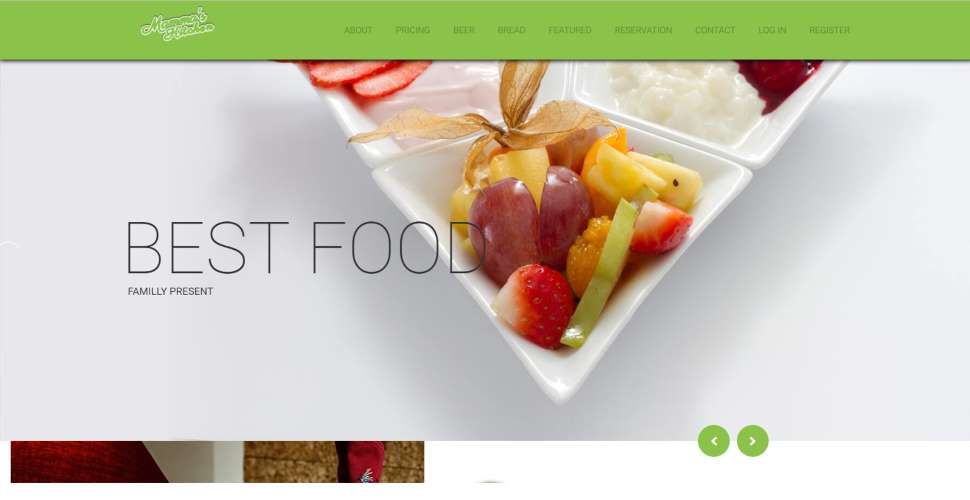 Mamma's
Kitchen
ABOUT PRICING BEER BREAD FEATURED RESERVATION CONTACT LOG IN REGISTER
BEST FOOD
FAMILLY PRESENT